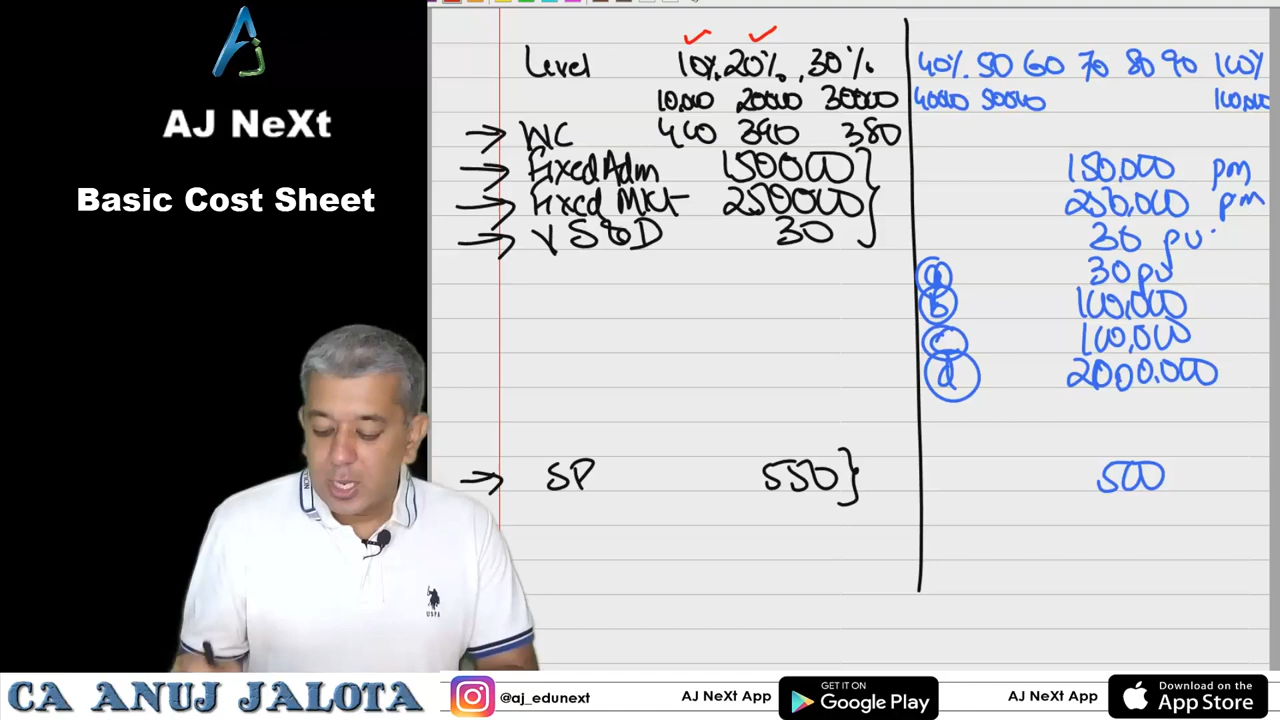 AJ NeXt
Basic Cost Sheet
Level 10% 20% 30% 40% 50 60 70 80 90 100%
10,000 20000 30000 40000 50000 100,000
WC 400 390 380
Fixed Adm 150000 150,000 pm
Fixed Mkt 250000 250,000 pm
V S&D 30 30 pu
a 30 pu
b 100,000
c 100,000
d 2000,000
SP 550 500
CA ANUJ JALOTA
@aj_edunext
AJ NeXt App
GET IT ON
Google Play
AJ NeXt App
Download on the
App Store